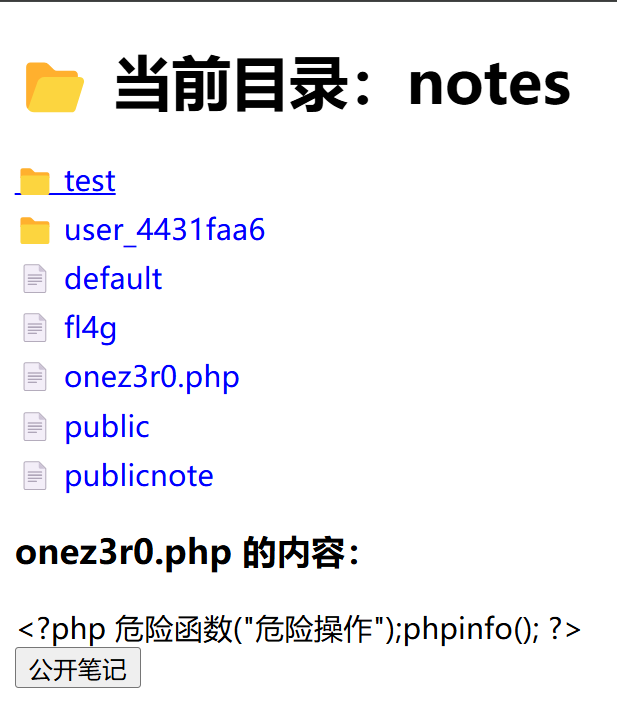 当前目录：notes
test
user_4431faa6
default
fl4g
onez3r0.php
public
publicnote
onez3r0.php 的内容：
<?php 危险函数("危险操作");phpinfo(); ?>
公开笔记